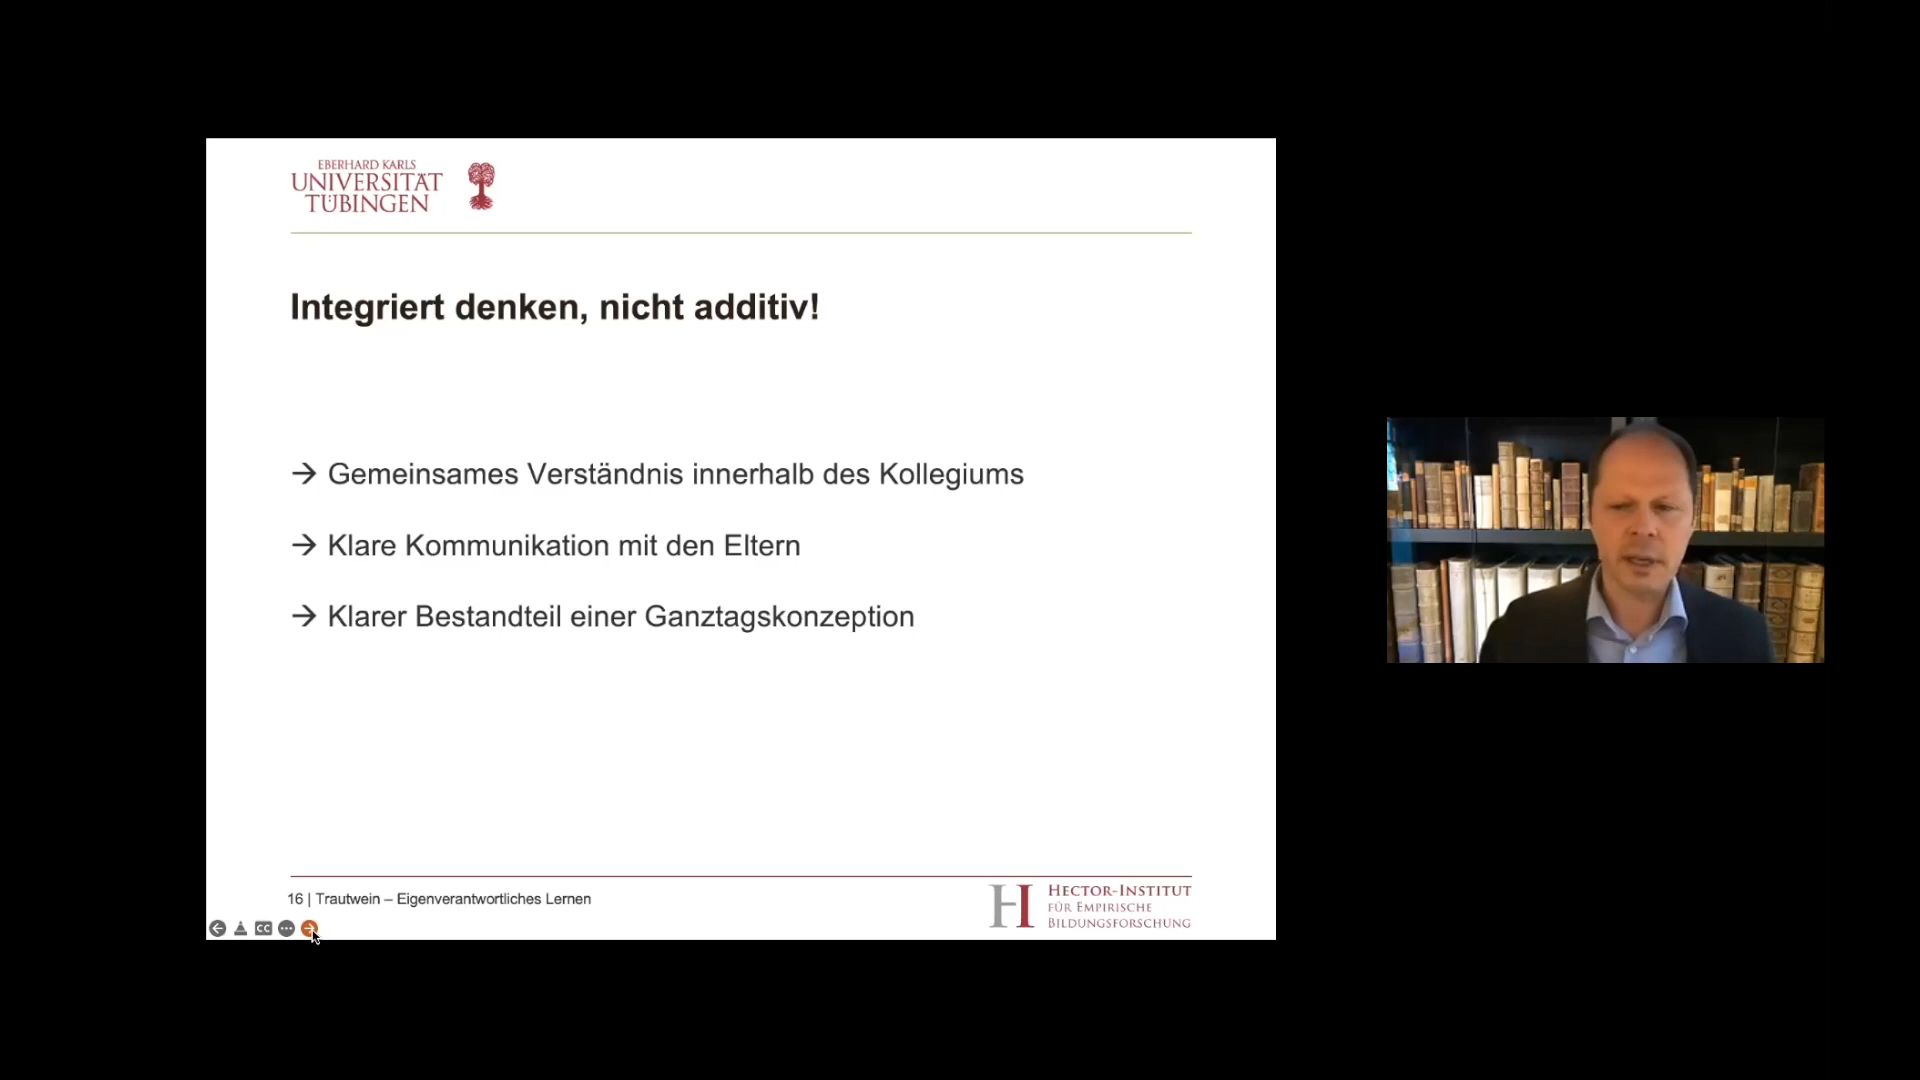 EBERHARD KARLS
UNIVERSITÄT
TÜBINGEN
Integriert denken, nicht additiv!
→ Gemeinsames Verständnis innerhalb des Kollegiums
→ Klare Kommunikation mit den Eltern
→ Klarer Bestandteil einer Ganztagskonzeption
16 | Trautwein – Eigenverantwortliches Lernen
HECTOR-INSTITUT
FÜR EMPIRISCHE
BILDUNGSFORSCHUNG
CC